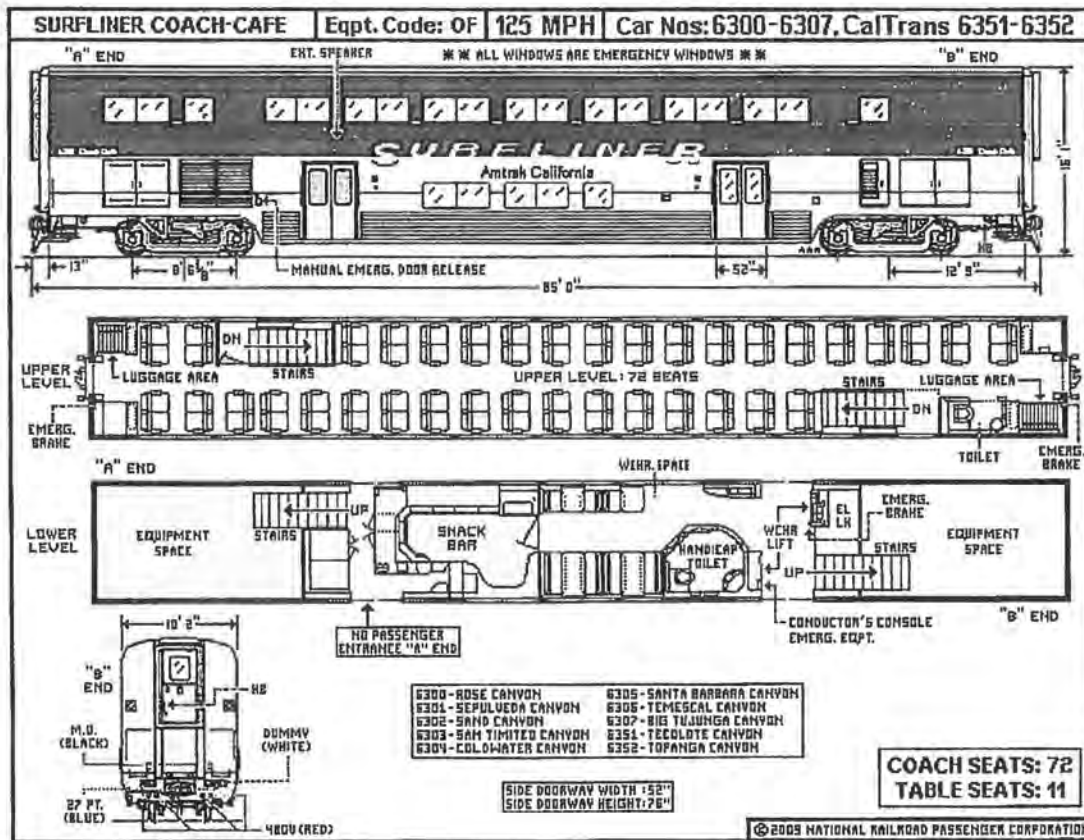 SURFLINER COACH-CAFE
Eqpt. Code: OF
125 MPH
Car Nos: 6300-6307, CalTrans 6351-6352
"A" END
EXT. SPEAKER
※ ※ ALL WINDOWS ARE EMERGENCY WINDOWS ※ ※
"B" END
SURFLINER
Amtrak California
15' 1"
HB
13"
8' 6 3/8"
MANUAL EMERG. DOOR RELEASE
52"
12' 9"
85' 0"
UPPER LEVEL
LUGGAGE AREA
DN
STAIRS
UPPER LEVEL: 72 SEATS
STAIRS
LUGGAGE AREA
DN
EMERG. BRAKE
TOILET
EMERG. BRAKE
"A" END
WCHR. SPACE
LOWER LEVEL
EQUIPMENT SPACE
UP
STAIRS
SNACK BAR
HANDICAP TOILET
WCHR LIFT
EL LK
EMERG. BRAKE
STAIRS
UP
EQUIPMENT SPACE
"B" END
NO PASSENGER ENTRANCE "A" END
CONDUCTOR'S CONSOLE EMERG. EQPT.
10' 2"
"B" END
HB
M.U. (BLACK)
DUMMY (WHITE)
27 PT. (BLUE)
480V (RED)
6300-ROSE CANYON
6301-SEPULVEDA CANYON
6302-SAND CANYON
6303-SAN TIMITEO CANYON
6304-COLDWATER CANYON
6305-SANTA BARBARA CANYON
6306-TEMESCAL CANYON
6307-BIG TUJUNGA CANYON
6351-TECOLOTE CANYON
6352-TOPANGA CANYON
SIDE DOORWAY WIDTH :52"
SIDE DOORWAY HEIGHT:76"
COACH SEATS: 72
TABLE SEATS: 11
©2005 NATIONAL RAILROAD PASSENGER CORPORATION